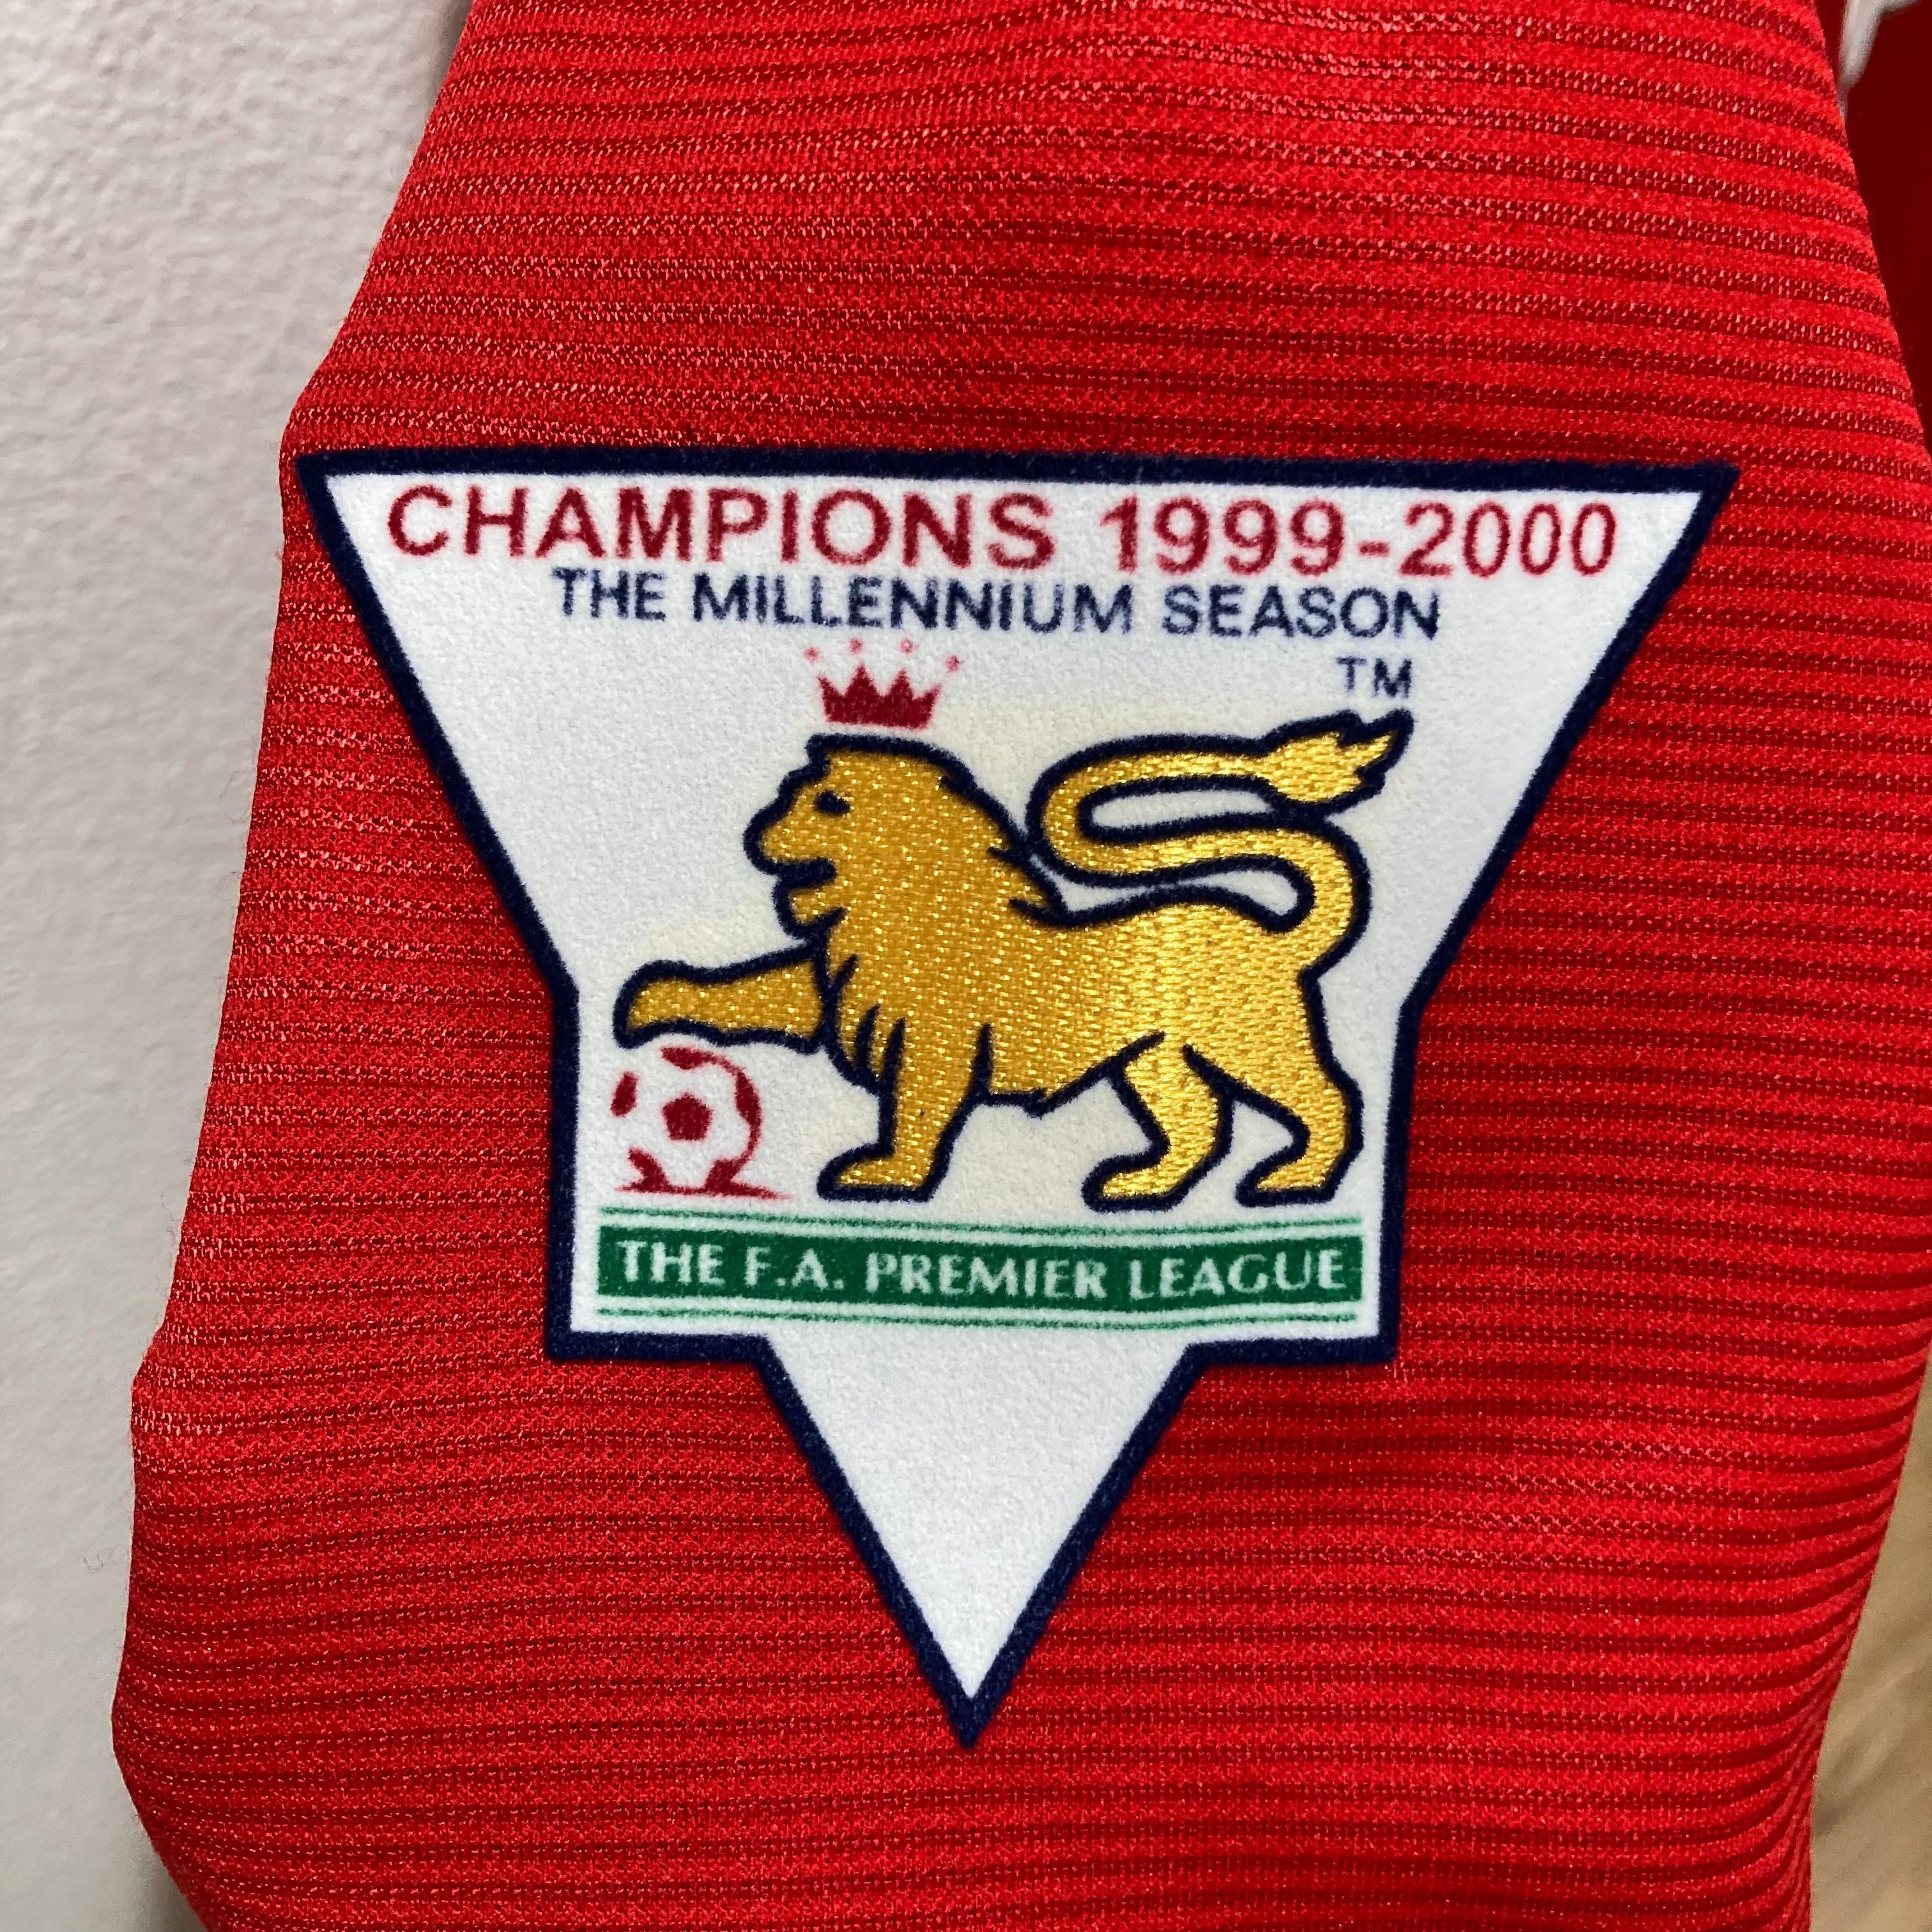 CHAMPIONS 1999-2000
THE MILLENNIUM SEASON
TM
THE F.A. PREMIER LEAGUE